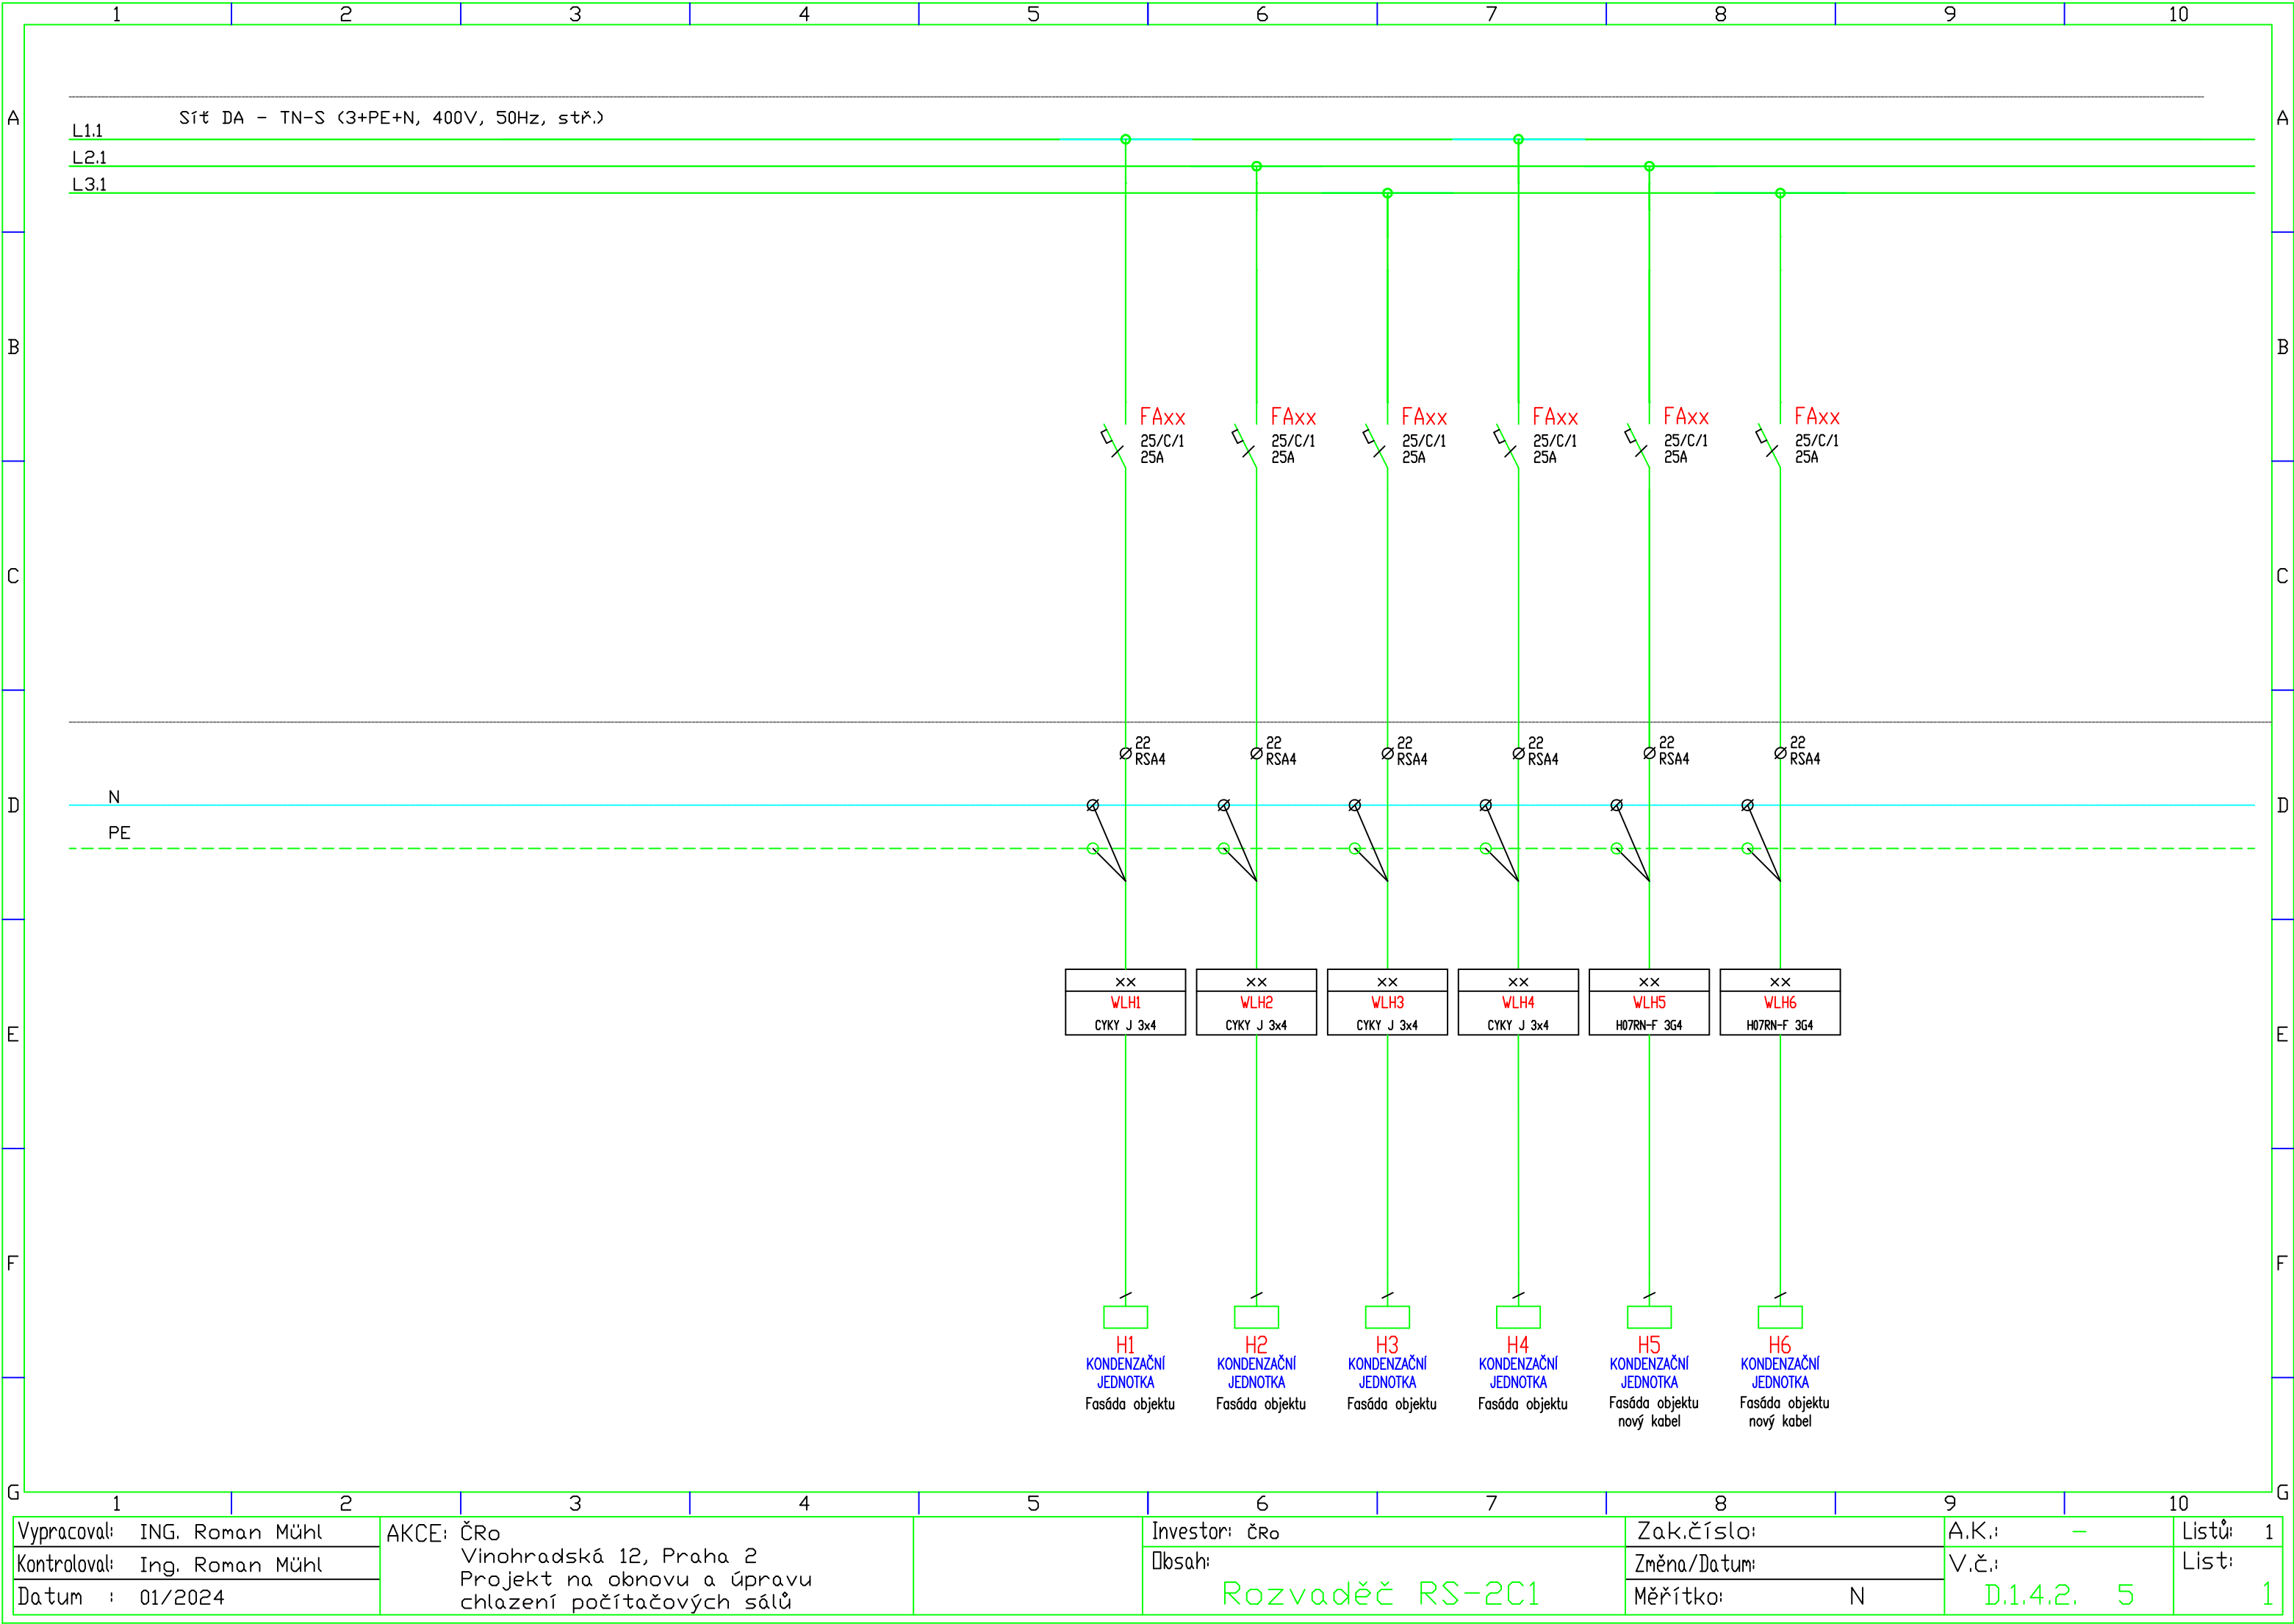 1 2 3 4 5 6 7 8 9 10
A A
Síť DA - TN-S (3+PE+N, 400V, 50Hz, stř.)
L1.1
L2.1
L3.1
B B
FAxx FAxx FAxx FAxx FAxx FAxx
25/C/1 25/C/1 25/C/1 25/C/1 25/C/1 25/C/1
25A 25A 25A 25A 25A 25A
C C
22 22 22 22 22 22
RSA4 RSA4 RSA4 RSA4 RSA4 RSA4
N
D D
PE
xx xx xx xx xx xx
WLH1 WLH2 WLH3 WLH4 WLH5 WLH6
CYKY J 3x4 CYKY J 3x4 CYKY J 3x4 CYKY J 3x4 H07RN-F 3G4 H07RN-F 3G4
E E
F F
H1 H2 H3 H4 H5 H6
KONDENZAČNÍ KONDENZAČNÍ KONDENZAČNÍ KONDENZAČNÍ KONDENZAČNÍ KONDENZAČNÍ
JEDNOTKA JEDNOTKA JEDNOTKA JEDNOTKA JEDNOTKA JEDNOTKA
Fasáda objektu Fasáda objektu Fasáda objektu Fasáda objektu Fasáda objektu Fasáda objektu
nový kabel nový kabel
G G
1 2 3 4 5 6 7 8 9 10
Vypracoval: ING. Roman Mühl
Kontroloval: Ing. Roman Mühl
Datum : 01/2024
AKCE: ČRo
Vinohradská 12, Praha 2
Projekt na obnovu a úpravu
chlazení počítačových sálů
Investor: ČRo
Obsah:
Rozvaděč RS-2C1
Zak.číslo:
Změna/Datum:
Měřítko: N
A.K.: -
V.č.:
D.1.4.2. 5
Listů: 1
List:
1